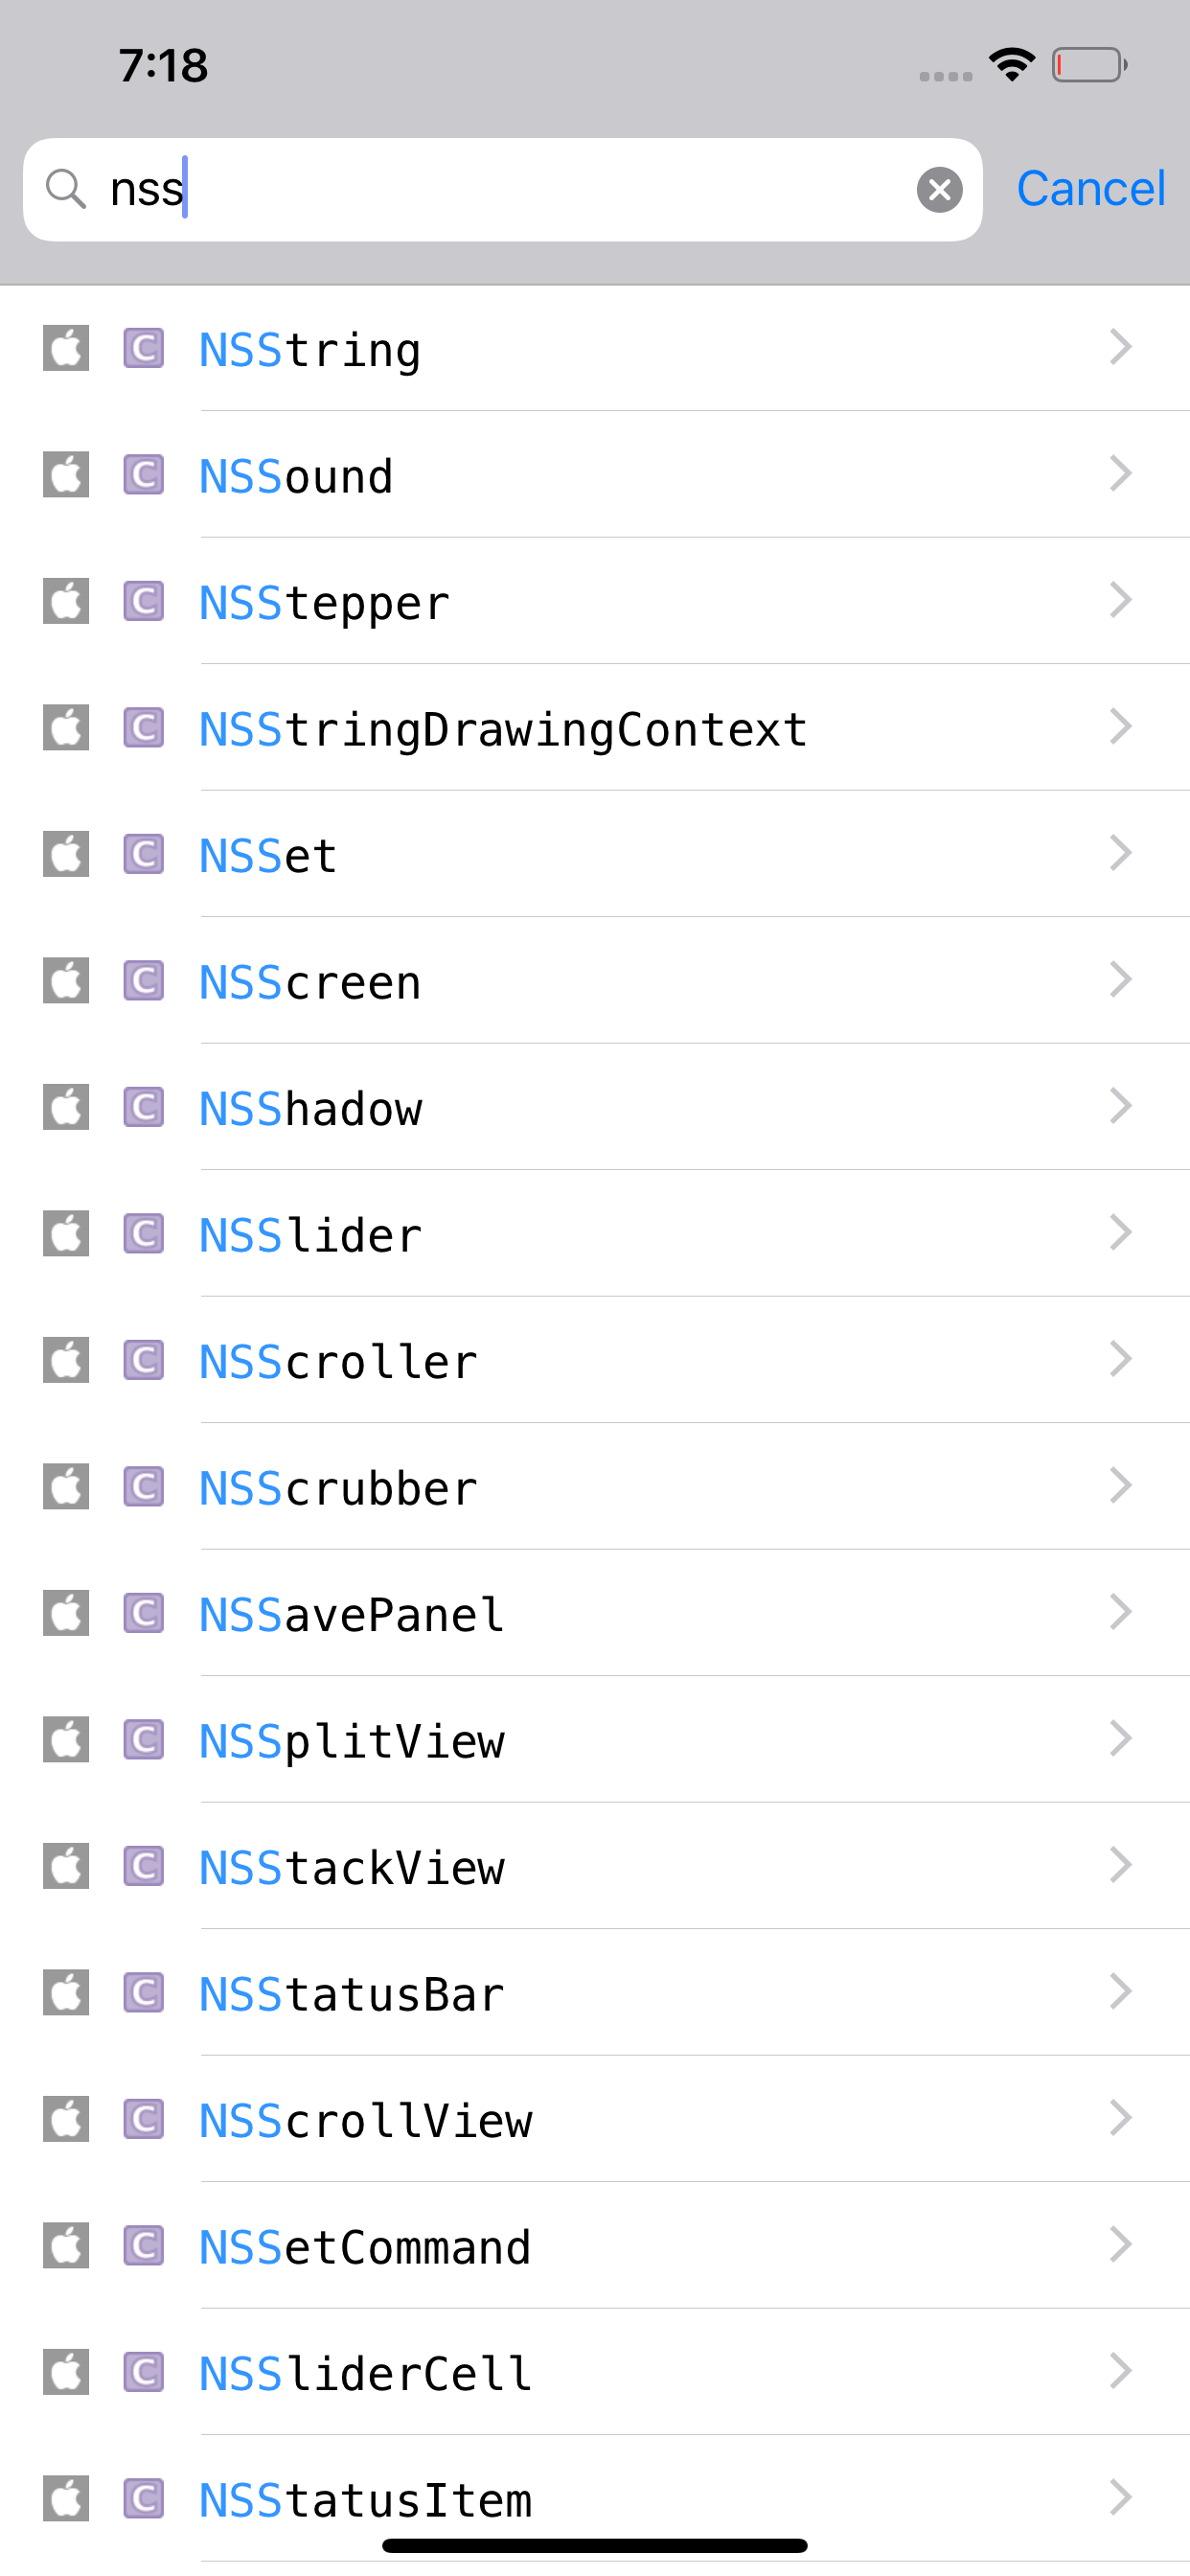 7:18
nss
Cancel
C NSString
C NSSound
C NSStepper
C NSStringDrawingContext
C NSSet
C NSScreen
C NSShadow
C NSSlider
C NSScroller
C NSScrubber
C NSSavePanel
C NSSplitView
C NSStackView
C NSStatusBar
C NSScrollView
C NSSetCommand
C NSSliderCell
C NSStatusItem